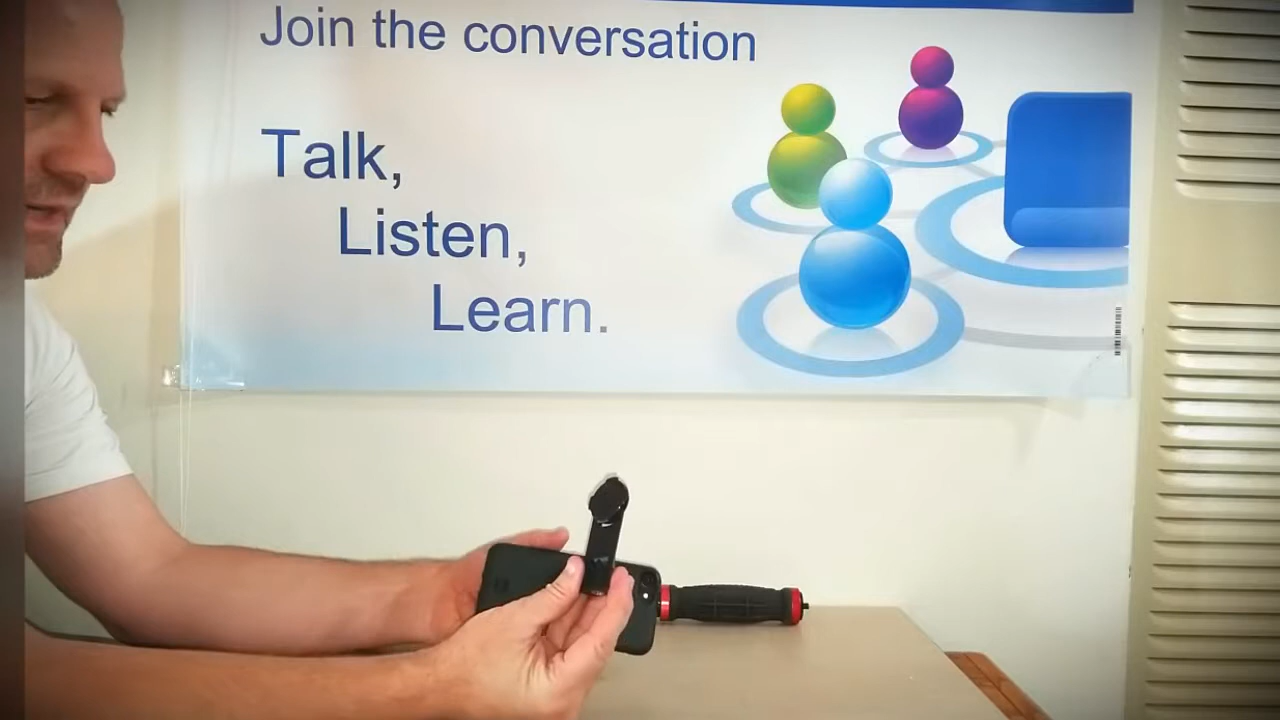 Join the conversation
Talk,
Listen,
Learn.